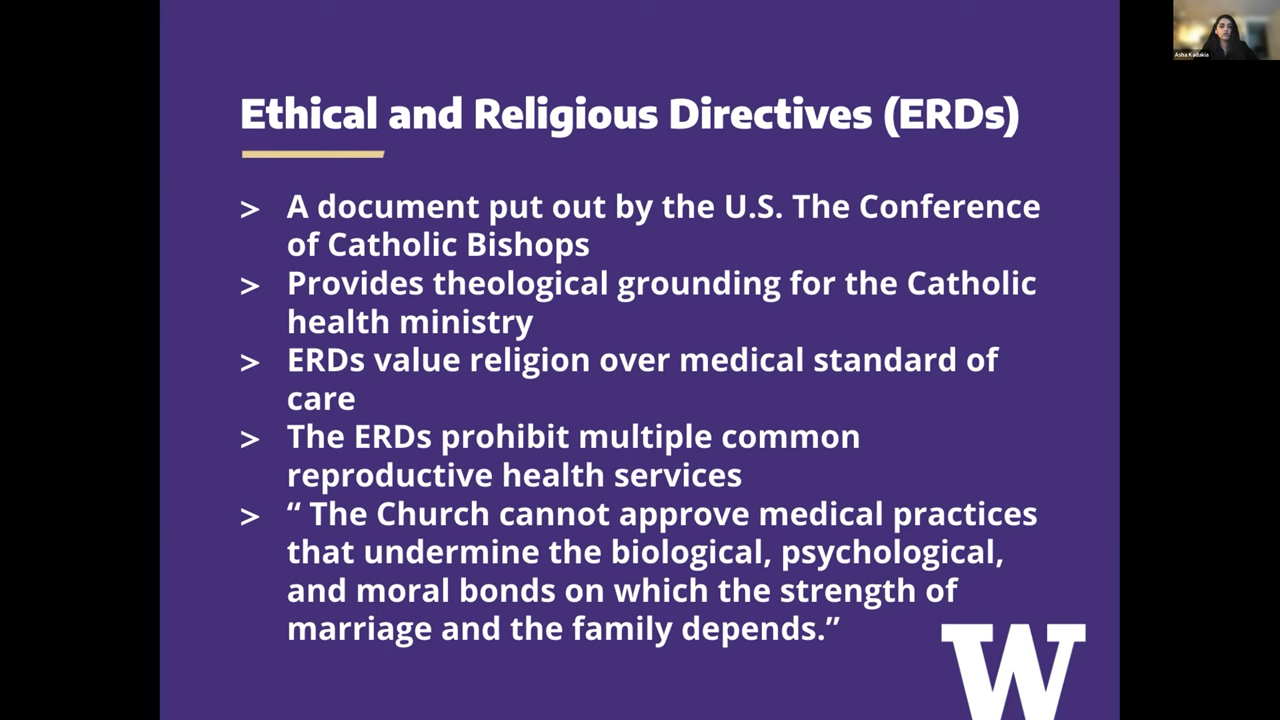 Ethical and Religious Directives (ERDs)
> A document put out by the U.S. The Conference
of Catholic Bishops
> Provides theological grounding for the Catholic
health ministry
> ERDs value religion over medical standard of
care
> The ERDs prohibit multiple common
reproductive health services
> “ The Church cannot approve medical practices
that undermine the biological, psychological,
and moral bonds on which the strength of
marriage and the family depends.”
W
Asha Kadakia